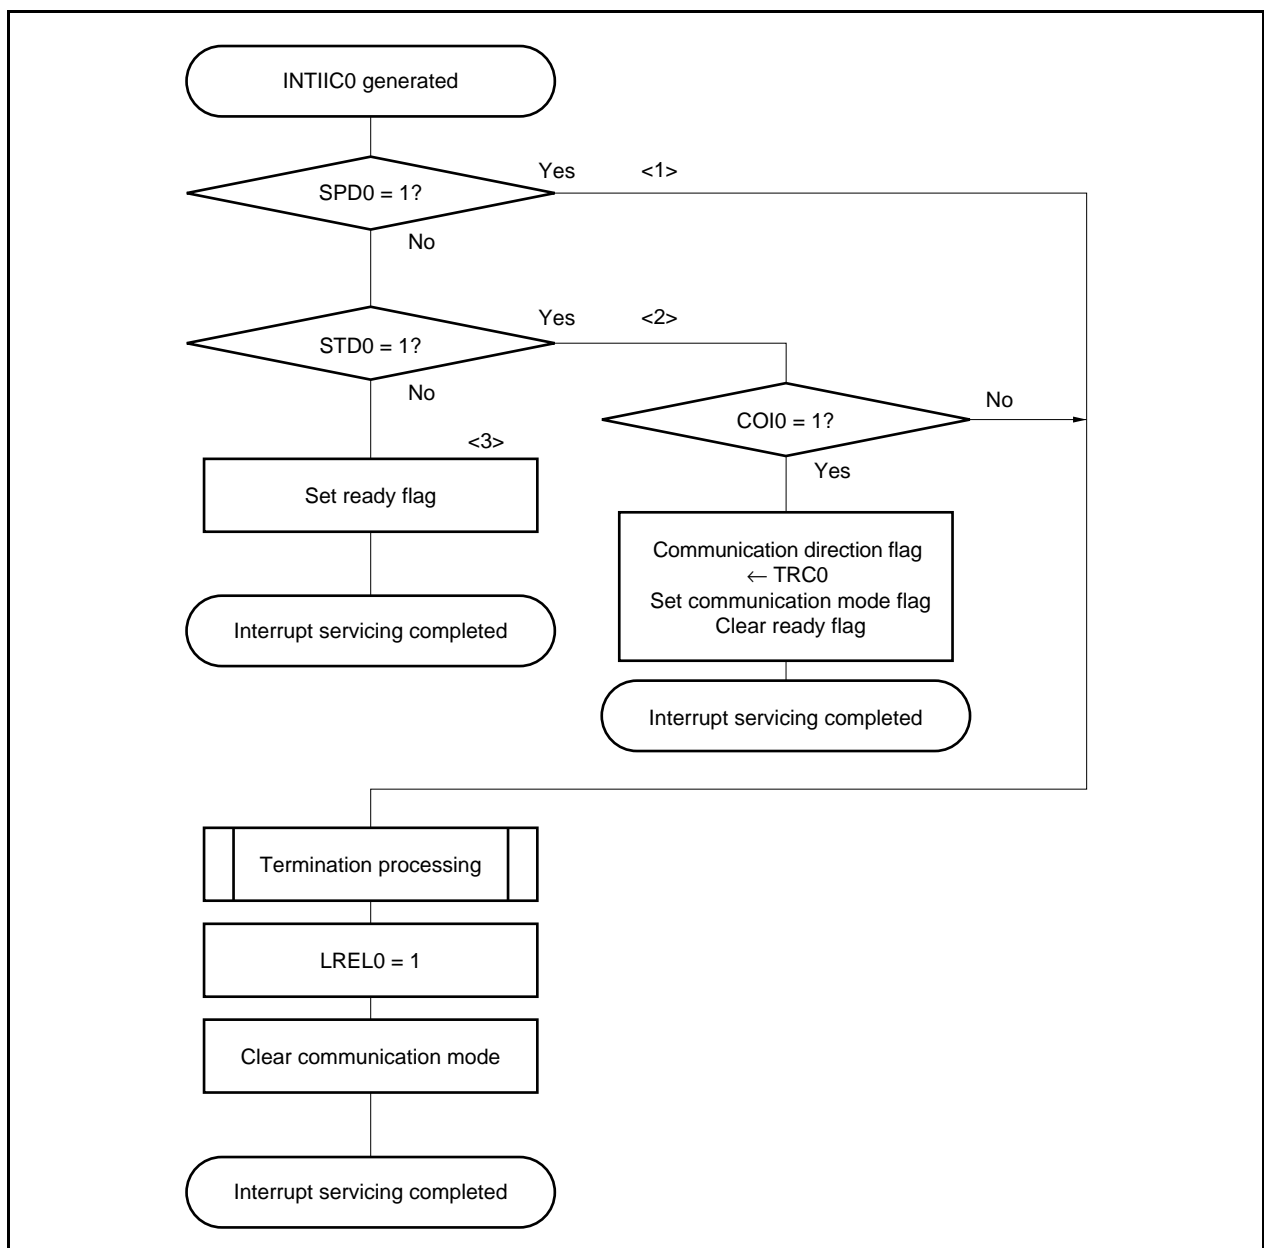 INTIIC0 generated
Yes
<1>
SPD0 = 1?
No
Yes
<2>
STD0 = 1?
No
No
COI0 = 1?
Yes
<3>
Set ready flag
Communication direction flag
← TRC0
Set communication mode flag
Clear ready flag
Interrupt servicing completed
Interrupt servicing completed
Termination processing
LREL0 = 1
Clear communication mode
Interrupt servicing completed